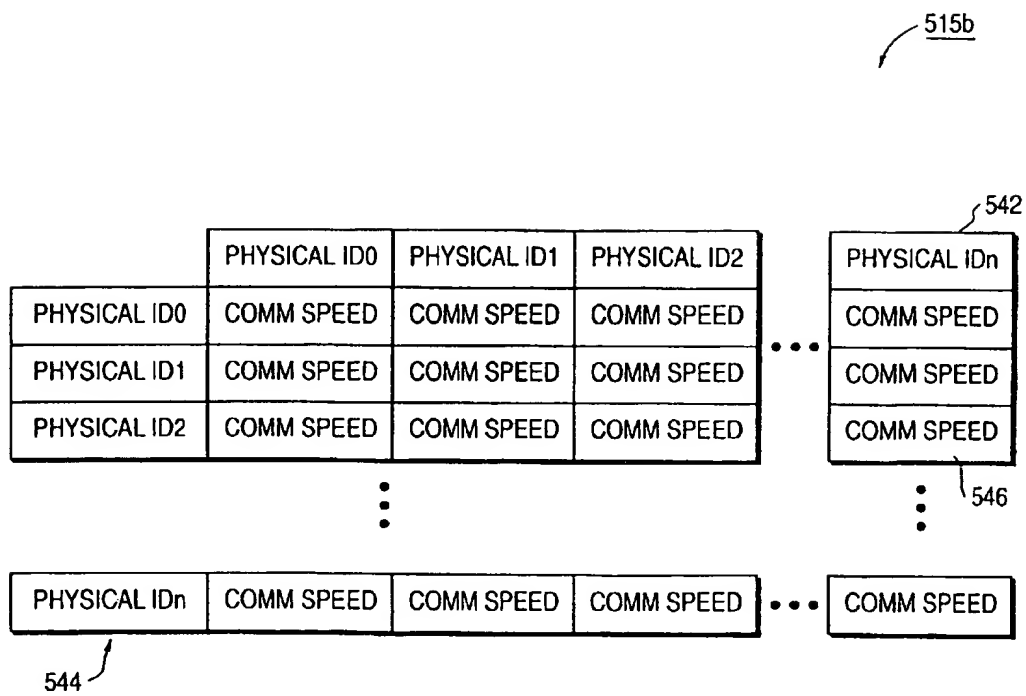 515b
542
PHYSICAL ID0 PHYSICAL ID1 PHYSICAL ID2 PHYSICAL IDn
PHYSICAL ID0 COMM SPEED COMM SPEED COMM SPEED COMM SPEED
PHYSICAL ID1 COMM SPEED COMM SPEED COMM SPEED COMM SPEED
PHYSICAL ID2 COMM SPEED COMM SPEED COMM SPEED COMM SPEED
546
PHYSICAL IDn COMM SPEED COMM SPEED COMM SPEED COMM SPEED
544